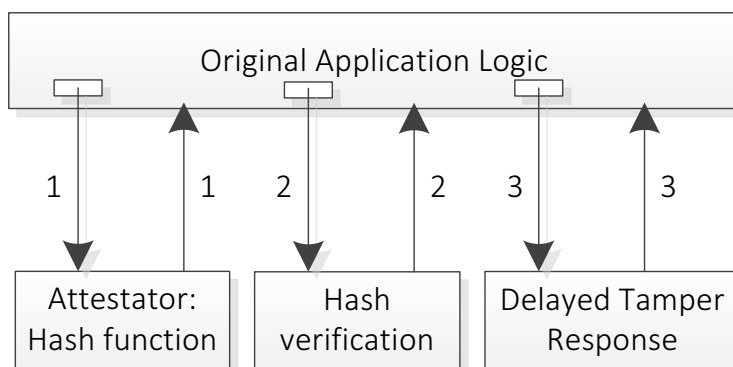 Original Application Logic
1 1 2 2 3 3
Attestator:
Hash function
Hash
verification
Delayed Tamper
Response